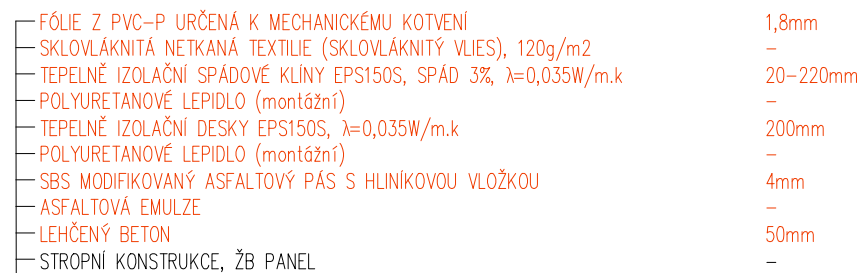 FÓLIE Z PVC-P URČENÁ K MECHANICKÉMU KOTVENÍ 1,8mm
SKLOVLÁKNITÁ NETKANÁ TEXTILIE (SKLOVLÁKNITÝ VLIES), 120g/m2 -
TEPELNĚ IZOLAČNÍ SPÁDOVÉ KLÍNY EPS150S, SPÁD 3%, λ=0,035W/m.k 20-220mm
POLYURETANOVÉ LEPIDLO (montážní) -
TEPELNĚ IZOLAČNÍ DESKY EPS150S, λ=0,035W/m.k 200mm
POLYURETANOVÉ LEPIDLO (montážní) -
SBS MODIFIKOVANÝ ASFALTOVÝ PÁS S HLINÍKOVOU VLOŽKOU 4mm
ASFALTOVÁ EMULZE -
LEHČENÝ BETON 50mm
STROPNÍ KONSTRUKCE, ŽB PANEL -